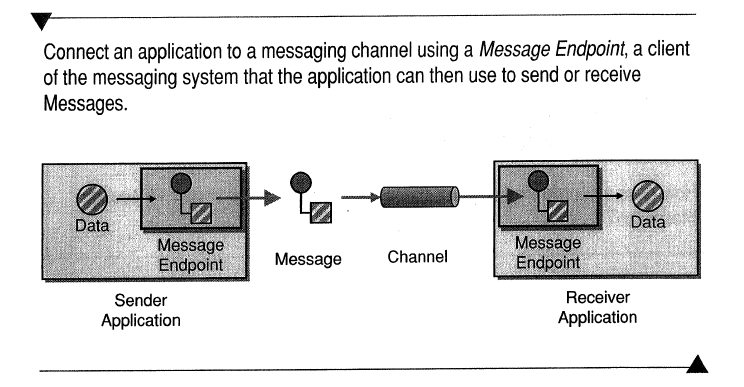 Connect an application to a messaging channel using a Message Endpoint, a client
of the messaging system that the application can then use to send or receive
Messages.
Data
Message
Endpoint
Message
Channel
Message
Endpoint
Data
Sender
Application
Receiver
Application